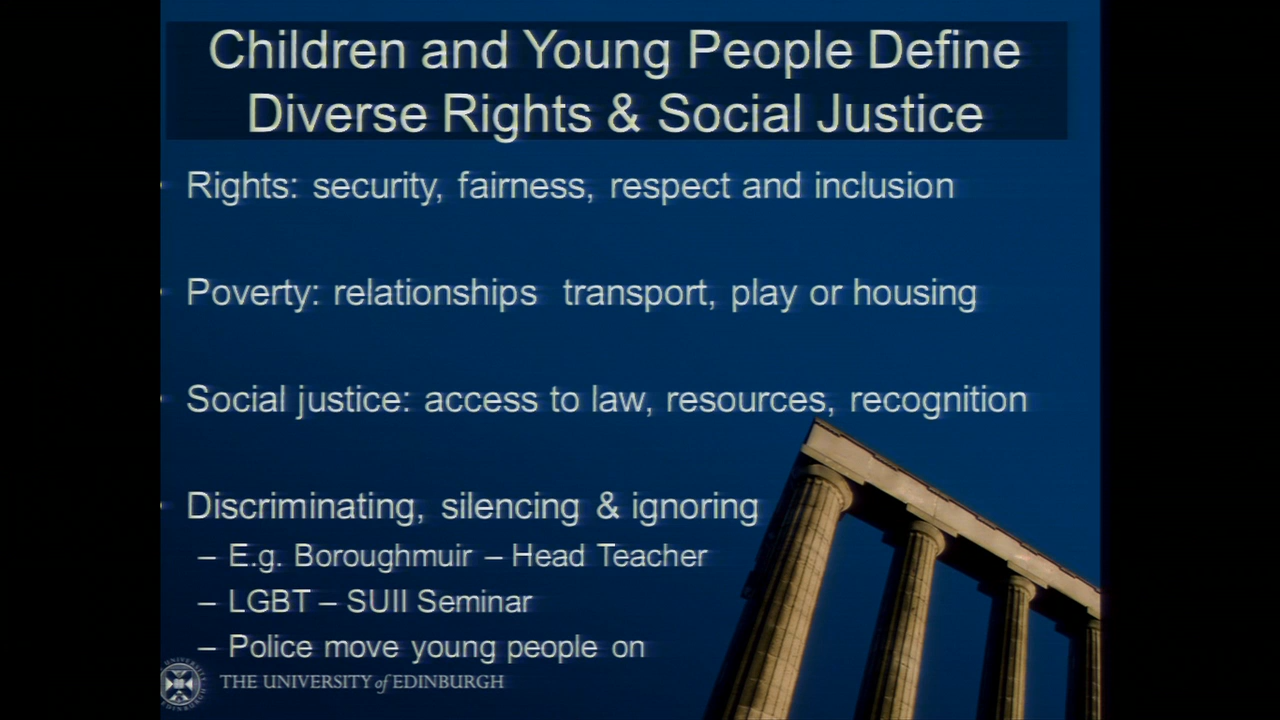 Children and Young People Define
Diverse Rights & Social Justice
• Rights: security, fairness, respect and inclusion
• Poverty: relationships transport, play or housing
• Social justice: access to law, resources, recognition
• Discriminating, silencing & ignoring
– E.g. Boroughmuir – Head Teacher
– LGBT – SUII Seminar
– Police move young people on
THE UNIVERSITY of EDINBURGH